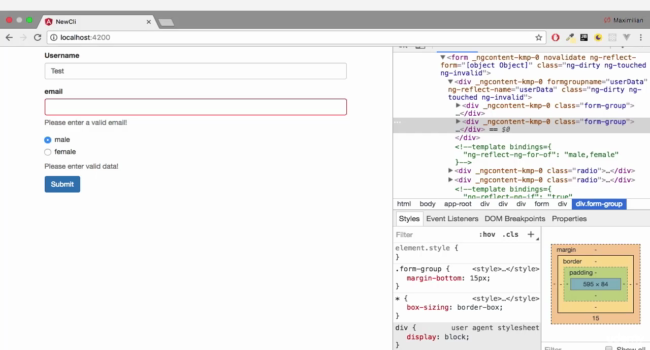 NewCli
Maximilian
localhost:4200
Username
Test
email
Please enter a valid email!
male
female
Please enter valid data!
Submit
▼<form _ngcontent-kmp-0 novalidate ng-reflect-
form="[object Object]" class="ng-dirty ng-touched
ng-invalid">
▼<div _ngcontent-kmp-0 formgroupname="userData"
ng-reflect-name="userData" class="ng-dirty ng-
touched ng-invalid">
▶<div _ngcontent-kmp-0 class="form-group">
…</div>
▶<div _ngcontent-kmp-0 class="form-group">
…</div> == $0
</div>
<!--template bindings={
"ng-reflect-ng-for-of": "male,female"
}-->
▶<div _ngcontent-kmp-0 class="radio">…</div>
▶<div _ngcontent-kmp-0 class="radio">…</div>
<!--template bindings={
"ng-reflect-ng-if": "true"
html body app-root div div div form div div.form-group
Styles Event Listeners DOM Breakpoints Properties
Filter :hov .cls +
element.style {
}
.form-group { <style>…</style>
margin-bottom: 15px;
}
* { <style>…</style>
box-sizing: border-box;
}
div { user agent stylesheet
display: block;
margin -
border -
padding -
595 × 84
15
Filter Show all